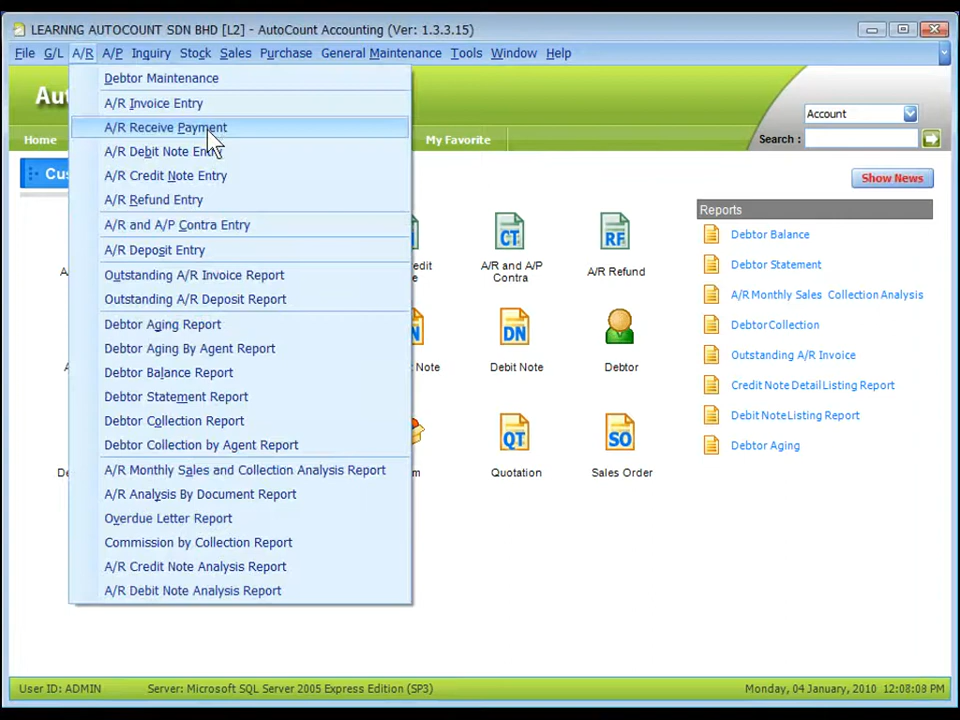 LEARNNG AUTOCOUNT SDN BHD [L2] - AutoCount Accounting (Ver: 1.3.3.15)
File G/L A/R A/P Inquiry Stock Sales Purchase General Maintenance Tools Window Help
Debtor Maintenance
A/R Invoice Entry
A/R Receive Payment
A/R Debit Note Entry
A/R Credit Note Entry
A/R Refund Entry
A/R and A/P Contra Entry
A/R Deposit Entry
Outstanding A/R Invoice Report
Outstanding A/R Deposit Report
Debtor Aging Report
Debtor Aging By Agent Report
Debtor Balance Report
Debtor Statement Report
Debtor Collection Report
Debtor Collection by Agent Report
A/R Monthly Sales and Collection Analysis Report
A/R Analysis By Document Report
Overdue Letter Report
Commission by Collection Report
A/R Credit Note Analysis Report
A/R Debit Note Analysis Report
Account
Home
My Favorite
Search :
Show News
CT
RF
A/R and A/P
Contra
A/R Refund
DN
Note
Debit Note
Debtor
QT
SO
Quotation
Sales Order
Reports
Debtor Balance
Debtor Statement
A/R Monthly Sales Collection Analysis
Debtor Collection
Outstanding A/R Invoice
Credit Note Detail Listing Report
Debit Note Listing Report
Debtor Aging
User ID: ADMIN
Server: Microsoft SQL Server 2005 Express Edition (SP3)
Monday, 04 January, 2010 12:08:08 PM